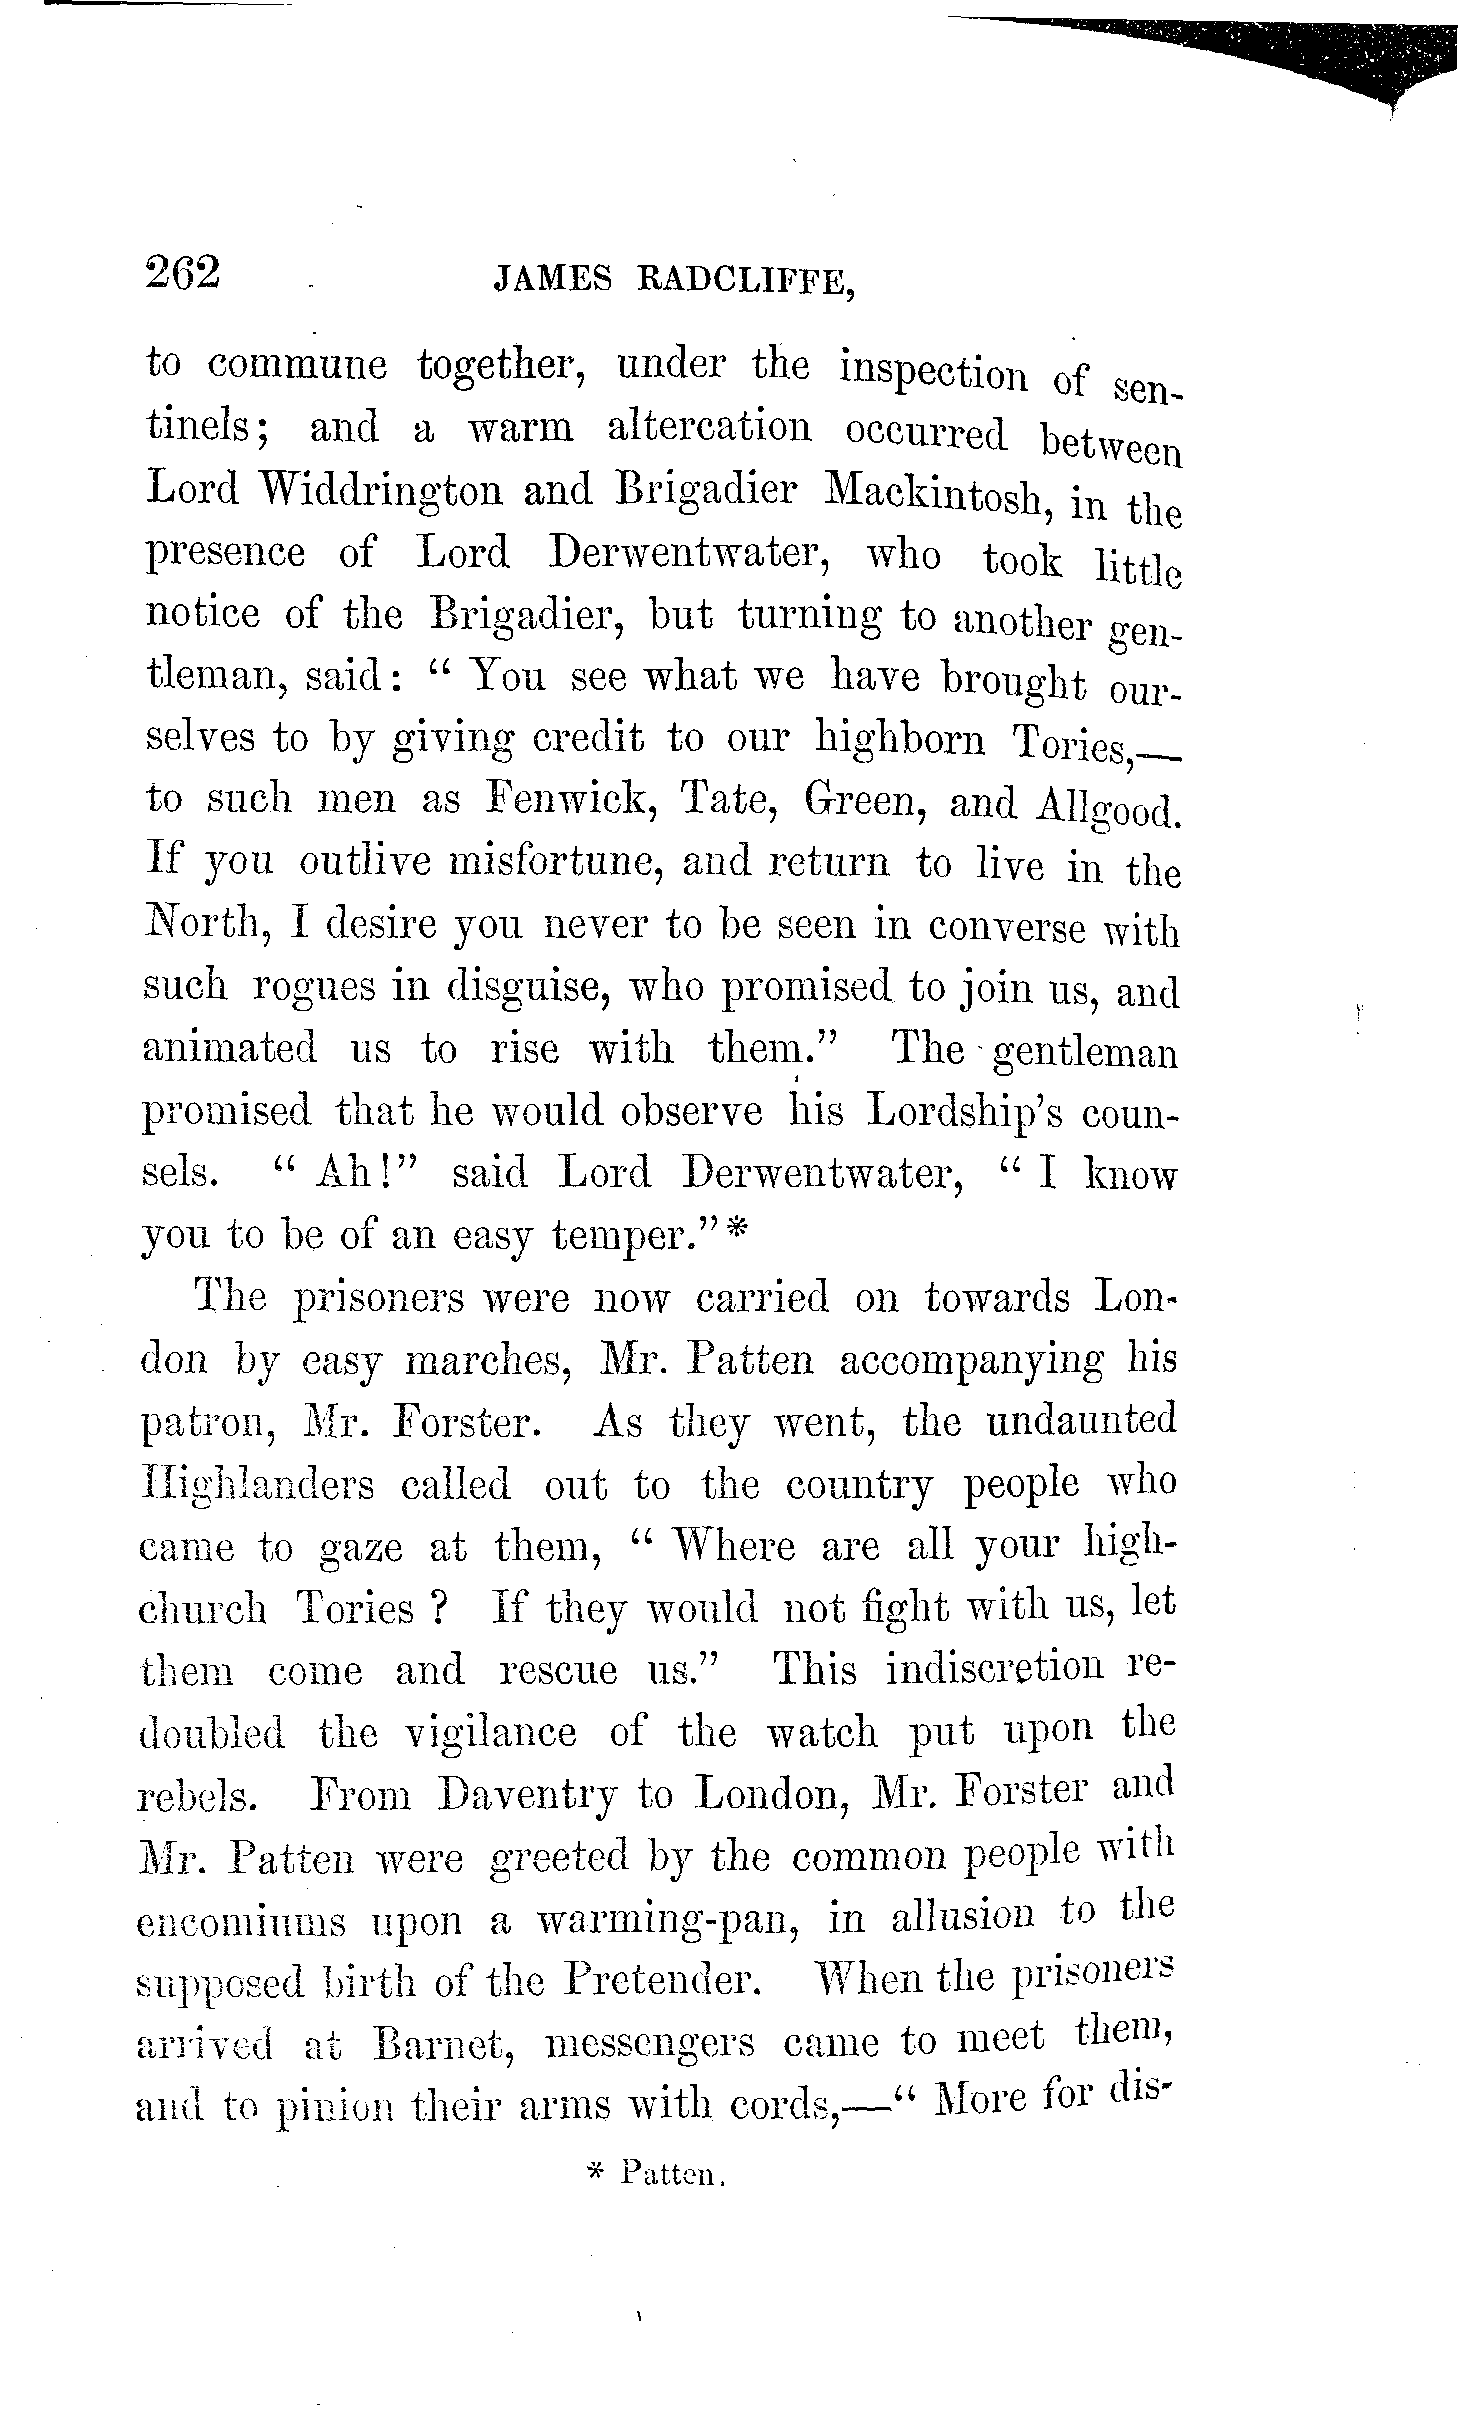 262 JAMES RADCLIFFE,
to commune together, under the inspection of sen-
tinels; and a warm altercation occurred between
Lord Widdrington and Brigadier Mackintosh, in the
presence of Lord Derwentwater, who took little
notice of the Brigadier, but turning to another gen-
tleman, said: “ You see what we have brought our-
selves to by giving credit to our highborn Tories,—
to such men as Fenwick, Tate, Green, and Allgood.
If you outlive misfortune, and return to live in the
North, I desire you never to be seen in converse with
such rogues in disguise, who promised to join us, and
animated us to rise with them.” The gentleman
promised that he would observe his Lordship’s coun-
sels. “ Ah!” said Lord Derwentwater, “ I know
you to be of an easy temper.”*
The prisoners were now carried on towards Lon-
don by easy marches, Mr. Patten accompanying his
patron, Mr. Forster. As they went, the undaunted
Highlanders called out to the country people who
came to gaze at them, “ Where are all your high-
church Tories ? If they would not fight with us, let
them come and rescue us.” This indiscretion re-
doubled the vigilance of the watch put upon the
rebels. From Daventry to London, Mr. Forster and
Mr. Patten were greeted by the common people with
encomiums upon a warming-pan, in allusion to the
supposed birth of the Pretender. When the prisoners
arrived at Barnet, messengers came to meet them,
and to pinion their arms with cords,—“ More for dis-
* Patten.